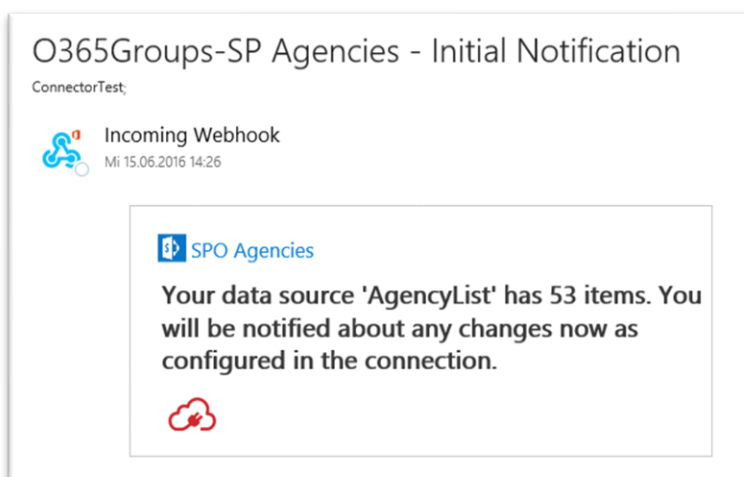 O365Groups-SP Agencies - Initial Notification
ConnectorTest;
Incoming Webhook
Mi 15.06.2016 14:26
SPO Agencies
Your data source 'AgencyList' has 53 items. You
will be notified about any changes now as
configured in the connection.